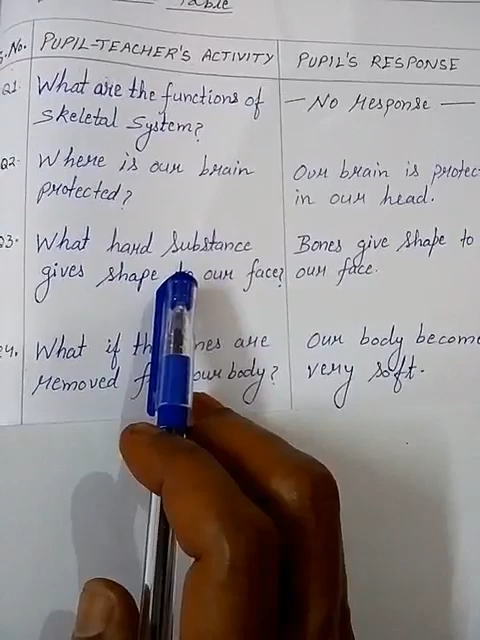 Table
S.No. PUPIL-TEACHER'S ACTIVITY PUPIL'S RESPONSE
Q1. What are the functions of
skeletal system?
— No response —
Q2. Where is our brain
protected?
Our brain is protec
in our head.
Q3. What hard substance
gives shape to our face?
Bones give shape to
our face.
What if the nes are
removed f our body?
Our body become
very soft.